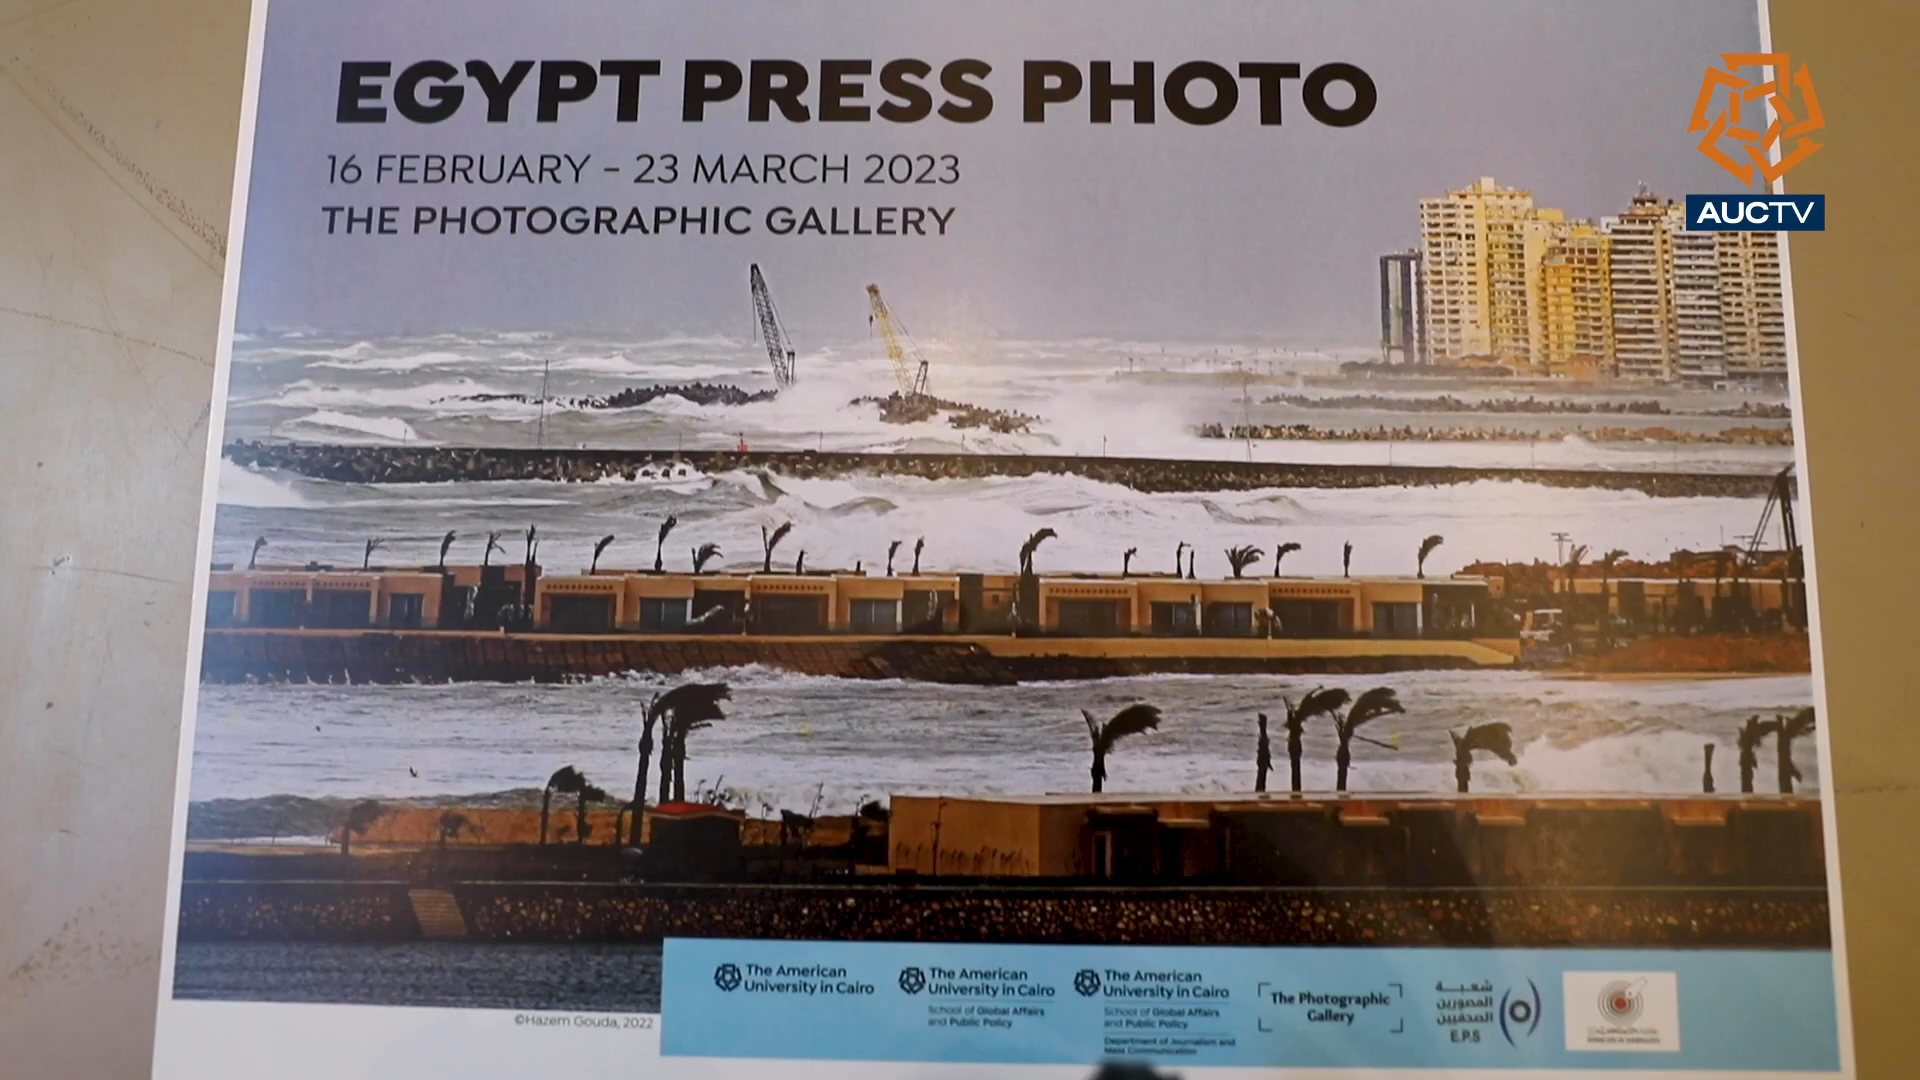 EGYPT PRESS PHOTO
16 FEBRUARY – 23 MARCH 2023
THE PHOTOGRAPHIC GALLERY
AUCTV
©Hazem Gouda, 2022
The American
University in Cairo
The American
University in Cairo
School of Global Affairs
and Public Policy
The American
University in Cairo
School of Global Affairs
and Public Policy
Department of Journalism and
Mass Communication
The Photographic
Gallery
شعبة
المصورين
الصحفيين
E.P.S